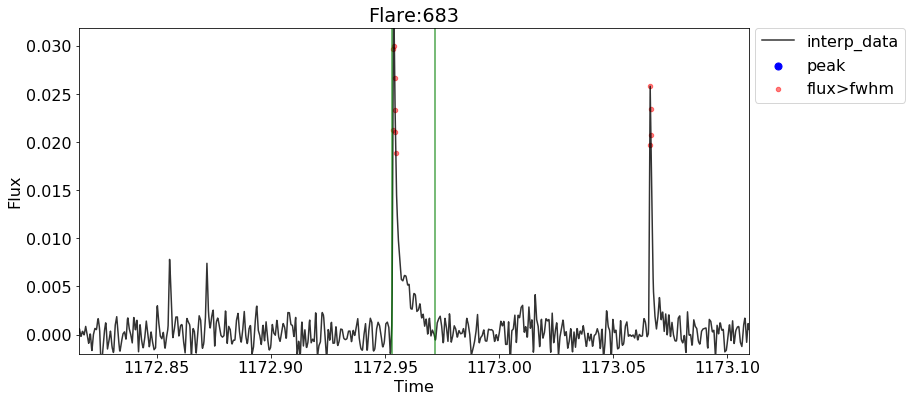 Flare:683
interp_data
peak
flux>fwhm
Flux
0.030
0.025
0.020
0.015
0.010
0.005
0.000
1172.85 1172.90 1172.95 1173.00 1173.05 1173.10
Time